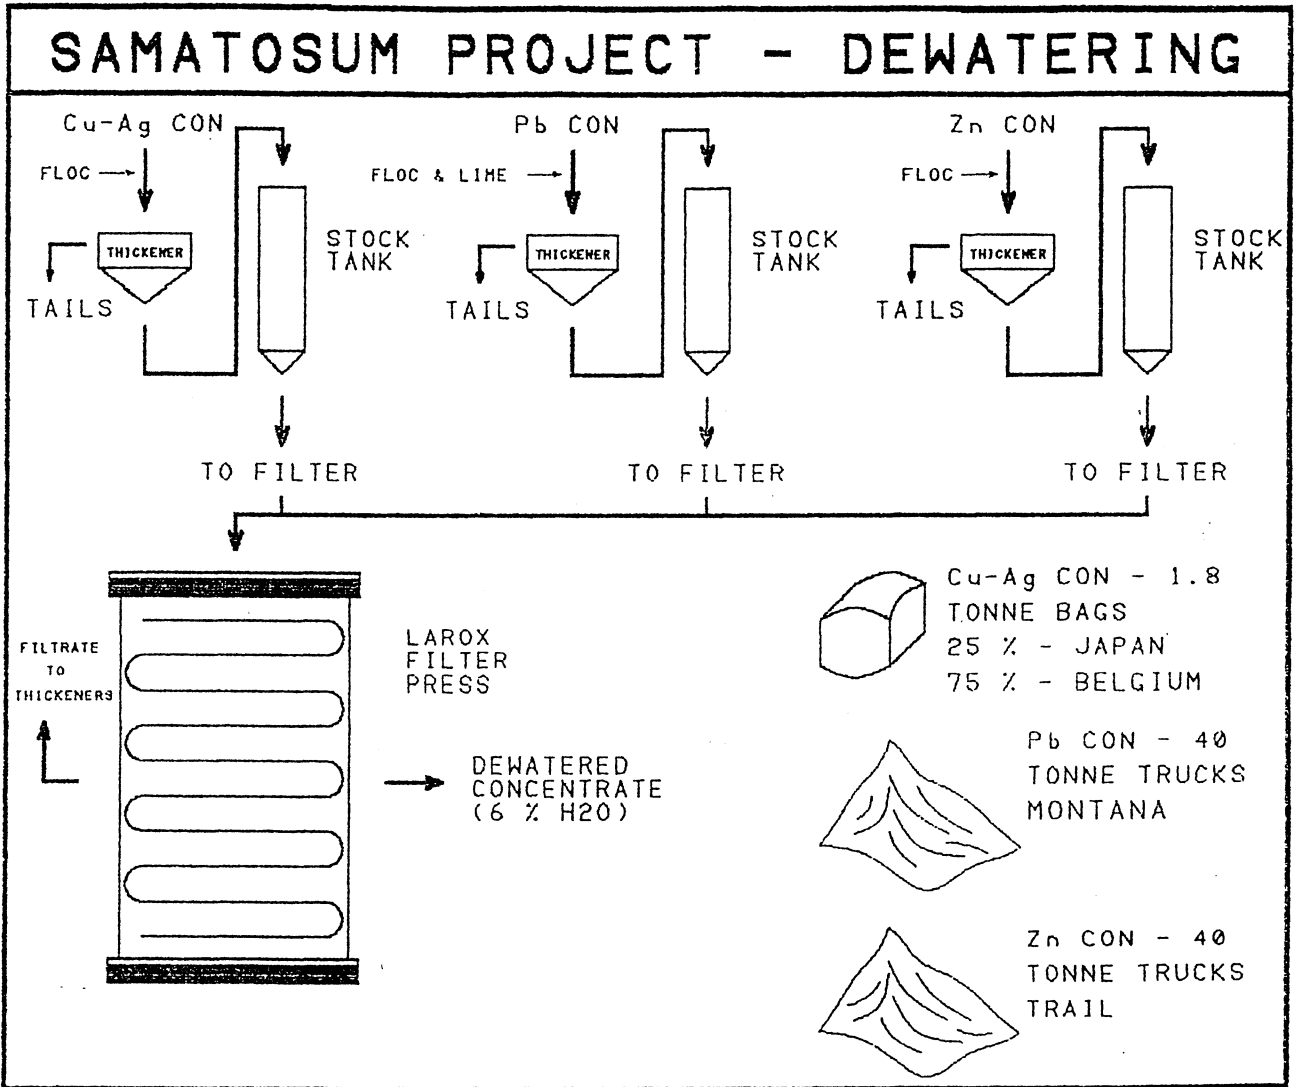 SAMATOSUM PROJECT - DEWATERING
Cu-Ag CON
FLOC
THICKENER
TAILS
STOCK
TANK
TO FILTER
Pb CON
FLOC & LIME
THICKENER
TAILS
STOCK
TANK
TO FILTER
Zn CON
FLOC
THICKENER
TAILS
STOCK
TANK
TO FILTER
FILTRATE
TO
THICKENERS
LAROX
FILTER
PRESS
DEWATERED
CONCENTRATE
(6 % H2O)
Cu-Ag CON - 1.8
TONNE BAGS
25 % - JAPAN
75 % - BELGIUM
Pb CON - 40
TONNE TRUCKS
MONTANA
Zn CON - 40
TONNE TRUCKS
TRAIL